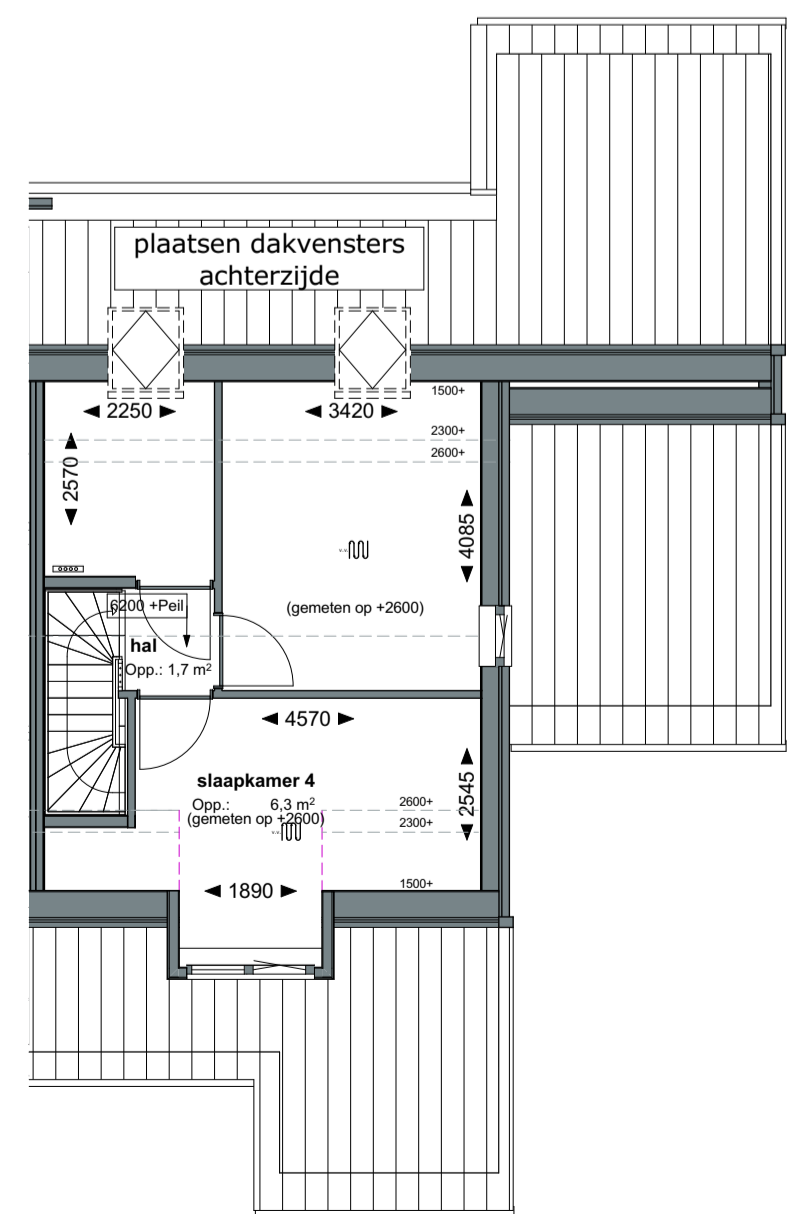 plaatsen dakvensters
achterzijde
2250
3420
1500+
2300+
2600+
2570
4085
v.v.
(gemeten op +2600)
6200 +Peil
hal
Opp.: 1,7 m²
4570
slaapkamer 4
Opp.: 6,3 m²
(gemeten op +2600)
v.v.
2600+
2300+
2545
1500+
1890